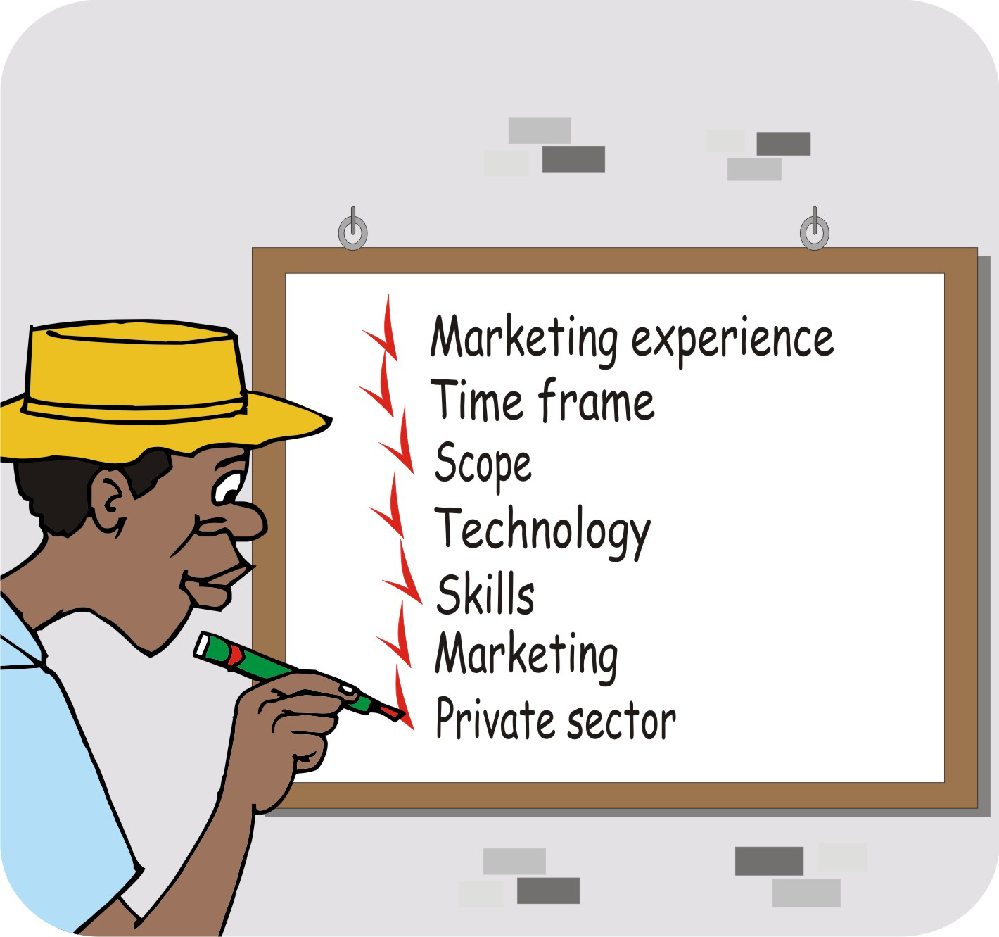 Marketing experience
Time frame
Scope
Technology
Skills
Marketing
Private sector